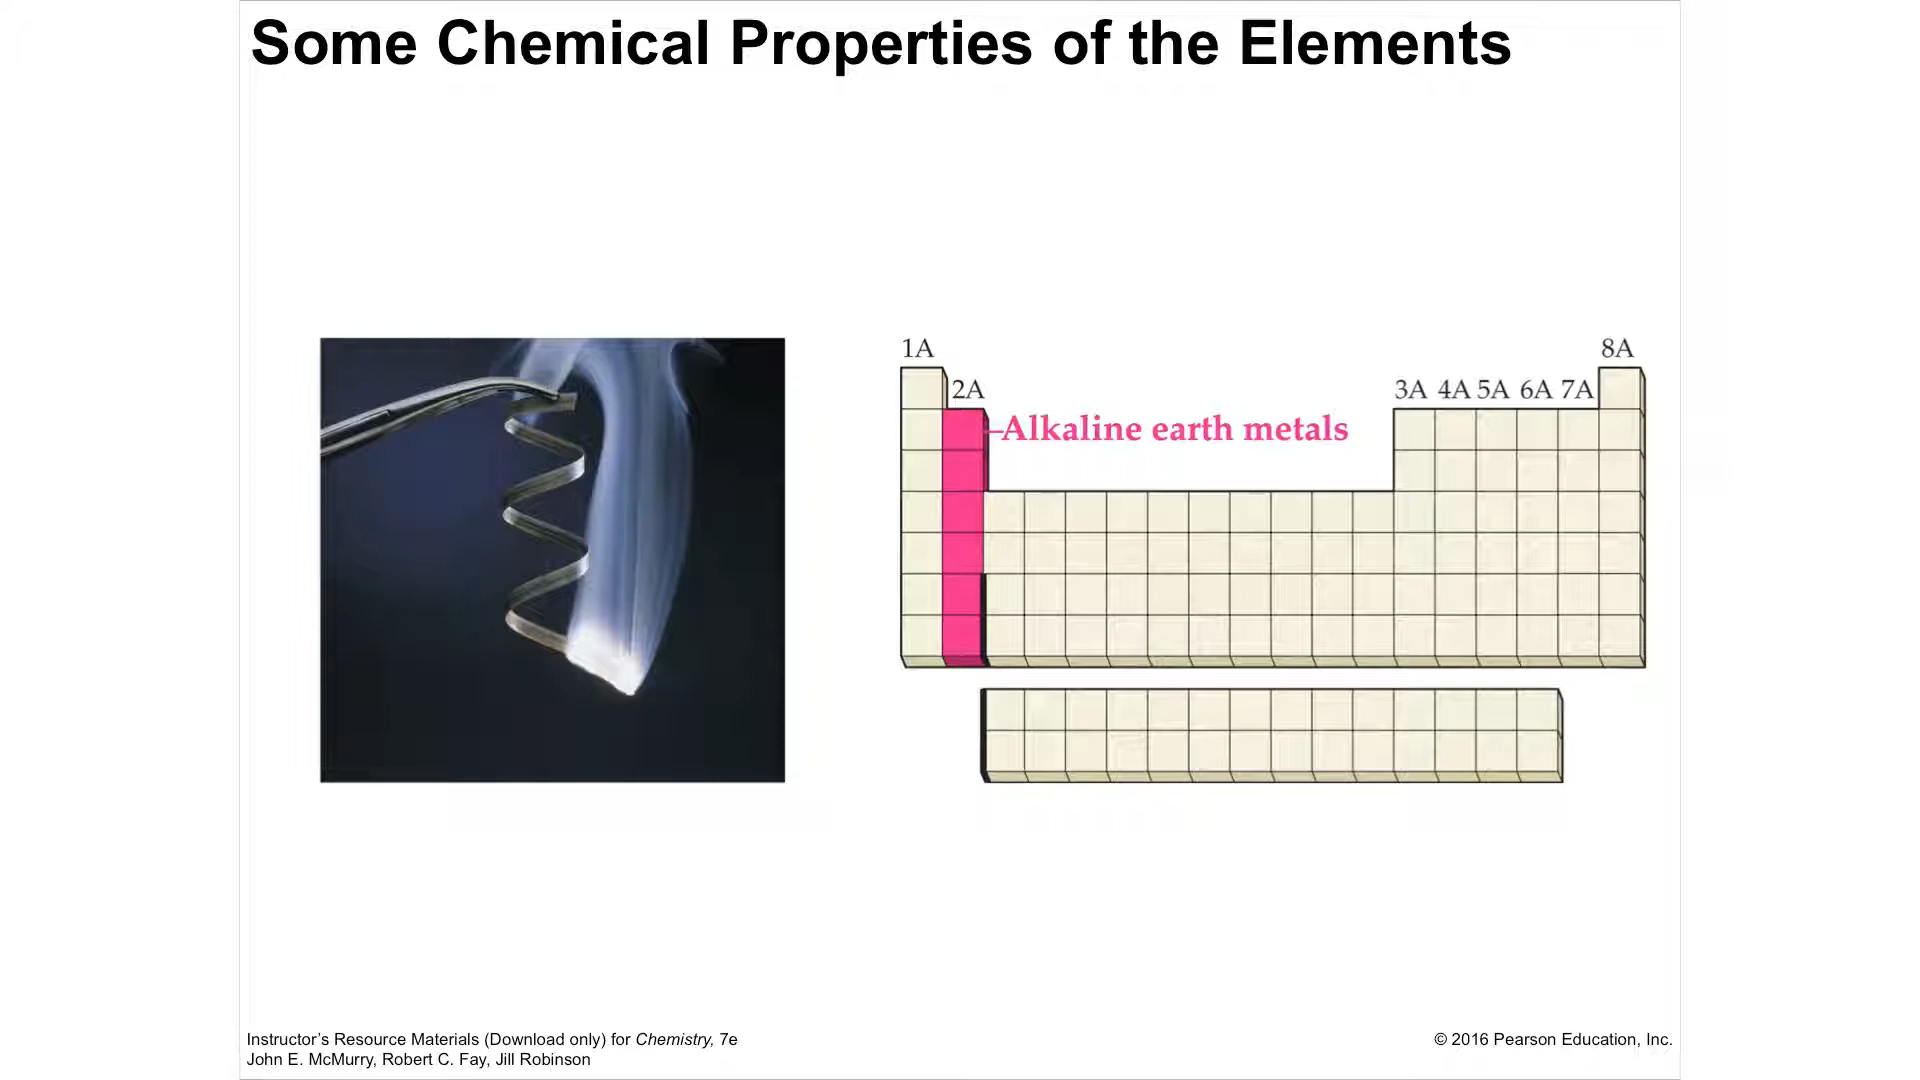 Some Chemical Properties of the Elements
1A
8A
2A
3A 4A 5A 6A 7A
Alkaline earth metals
Instructor’s Resource Materials (Download only) for Chemistry, 7e
John E. McMurry, Robert C. Fay, Jill Robinson
© 2016 Pearson Education, Inc.